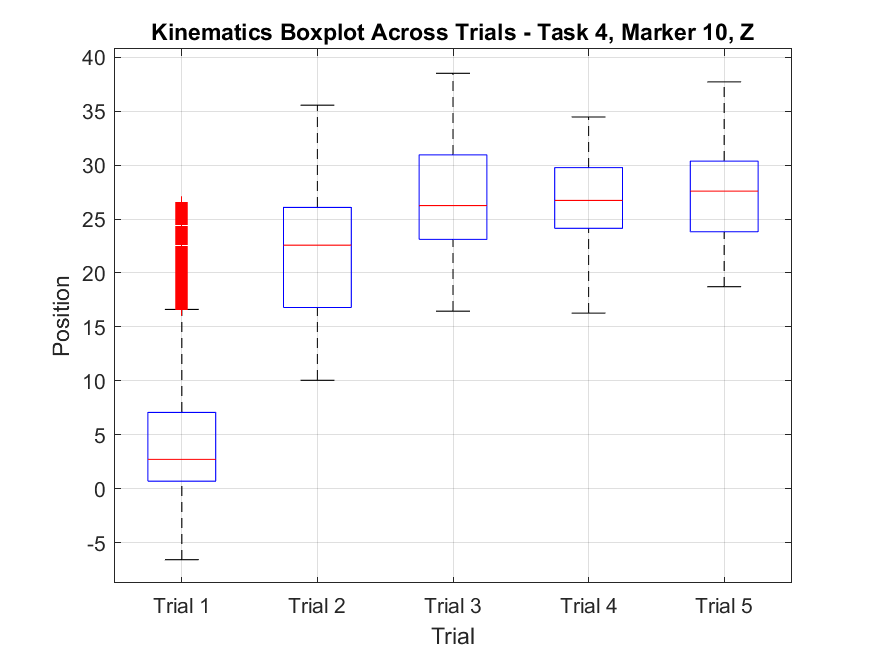 Kinematics Boxplot Across Trials - Task 4, Marker 10, Z
40
35
30
25
20
15
10
5
0
-5
Position
Trial 1 Trial 2 Trial 3 Trial 4 Trial 5
Trial